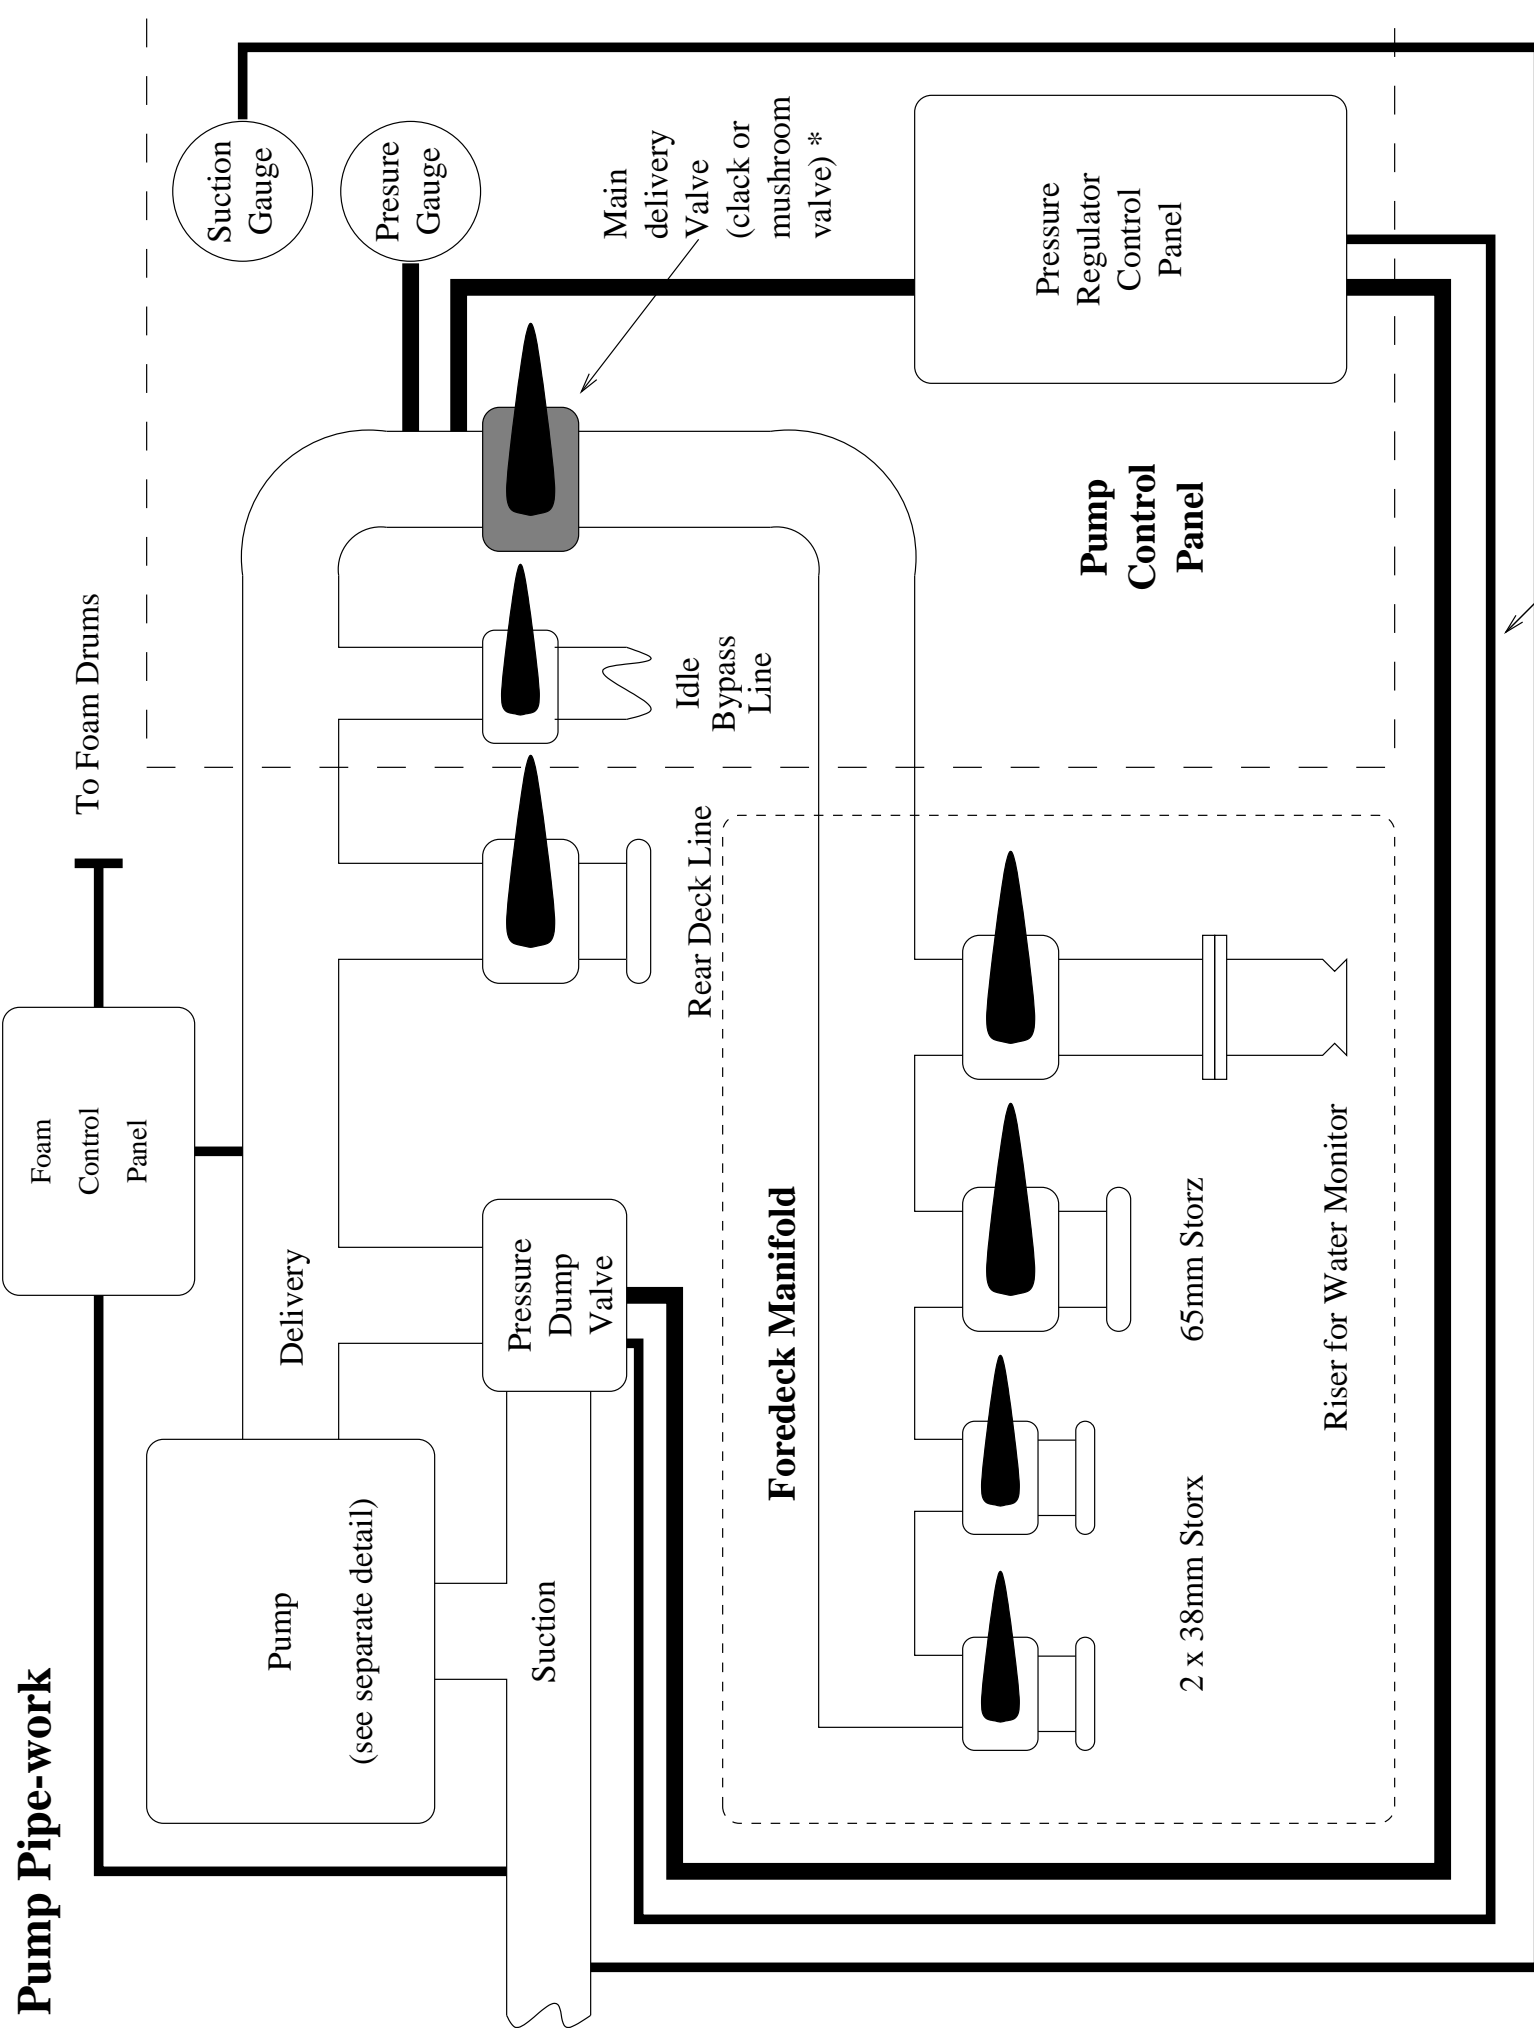 Pump Pipe-work
Foam
Control
Panel
To Foam Drums
Pump
(see separate detail)
Delivery
Suction
Gauge
Presure
Gauge
Suction
Pressure
Dump
Valve
Rear Deck Line
Idle
Bypass
Line
Main
delivery
Valve
(clack or
mushroom
valve) *
Foredeck Manifold
Pump
Control
Panel
Pressure
Regulator
Control
Panel
2 x 38mm Storx
65mm Storz
Riser for Water Monitor